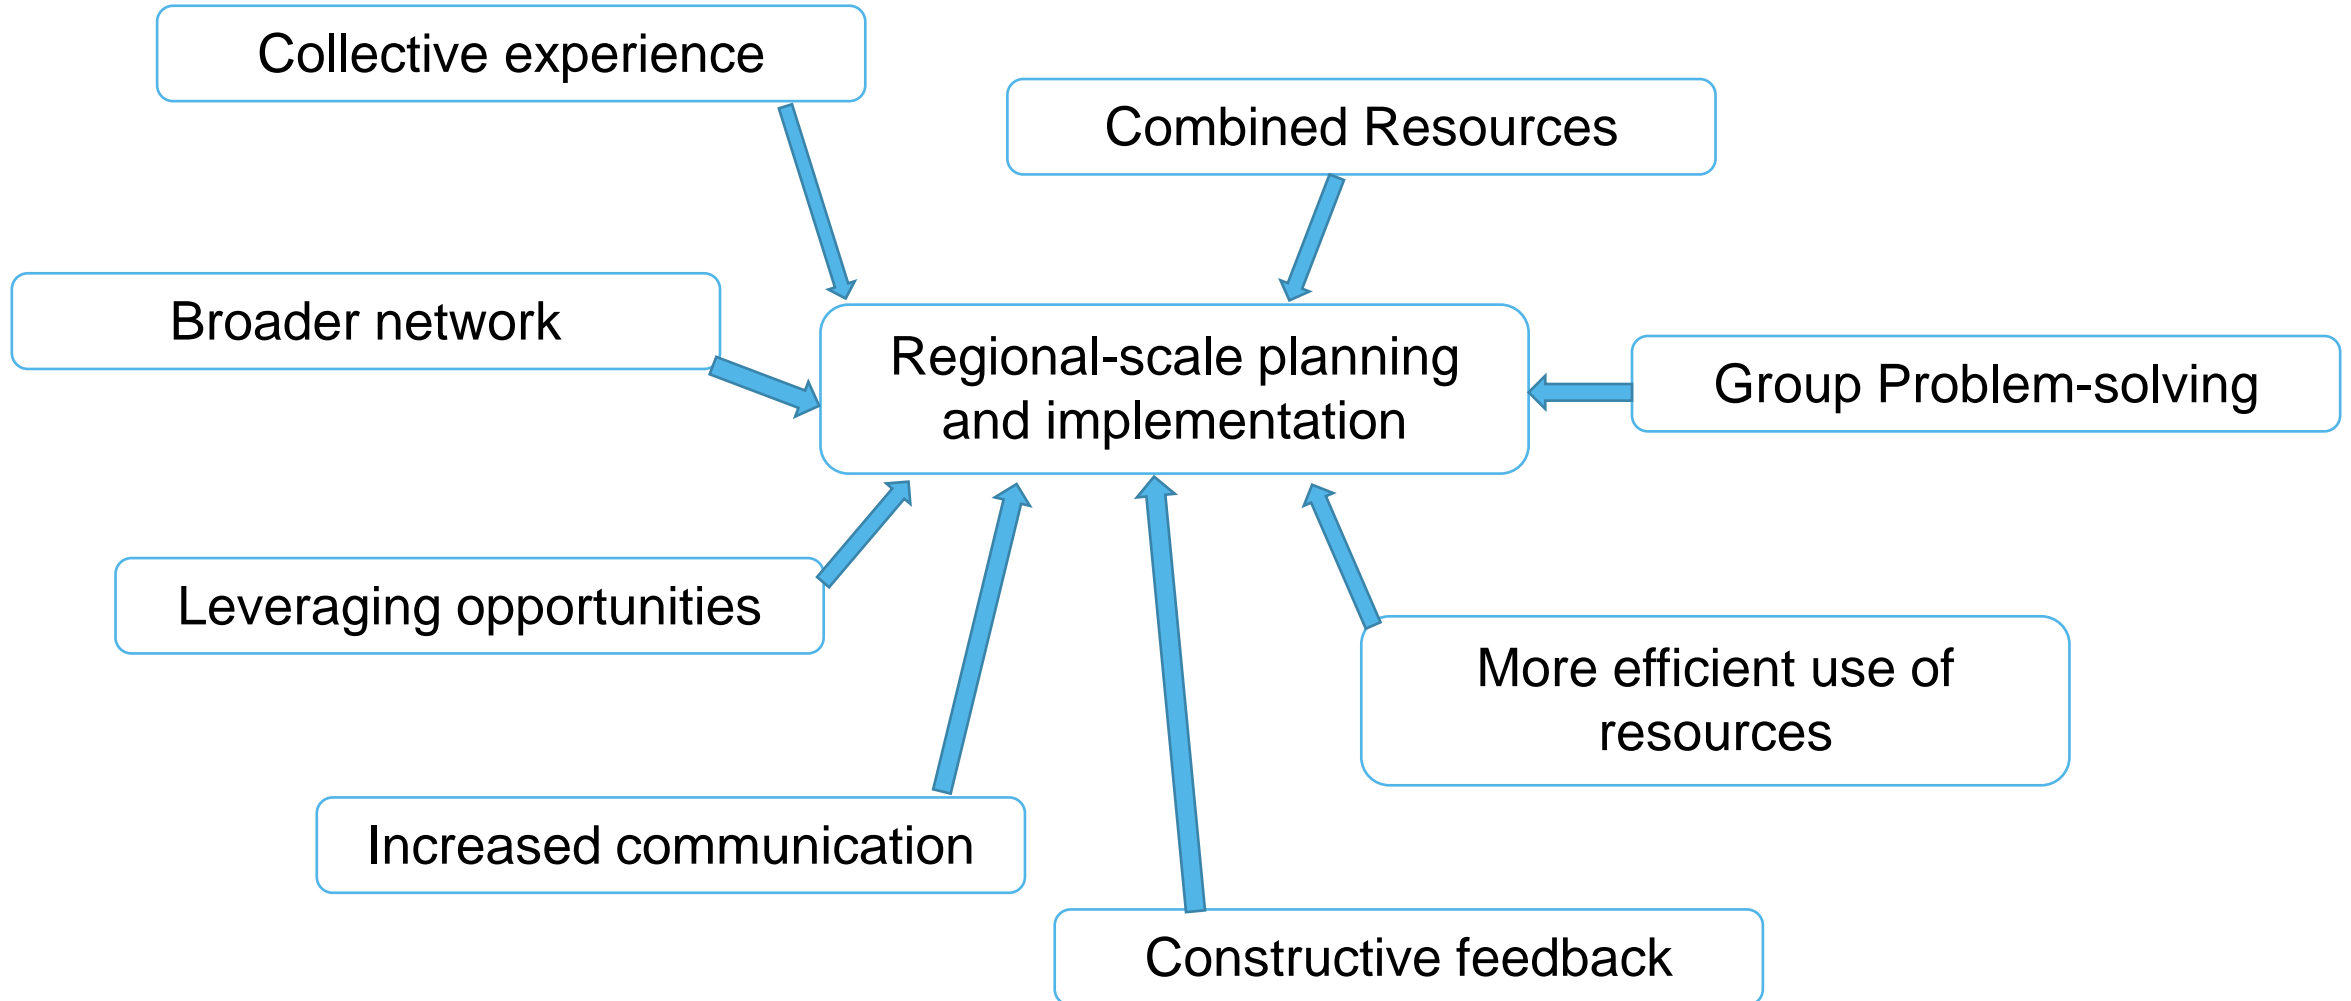 Collective experience
Combined Resources
Broader network
Regional-scale planning
and implementation
Group Problem-solving
Leveraging opportunities
More efficient use of
resources
Increased communication
Constructive feedback